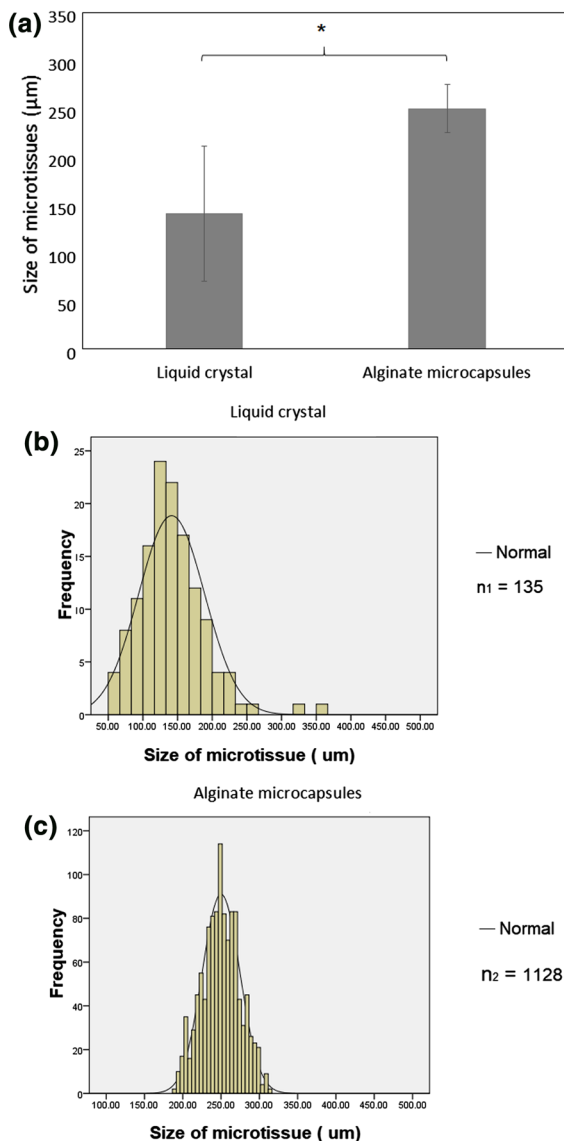 (a)
350
300
250
200
150
100
50
0
Size of microtissues (μm)
*
Liquid crystal
Alginate microcapsules
Liquid crystal
(b)
25
20
15
10
5
0
Frequency
50.00 100.00 150.00 200.00 250.00 300.00 350.00 400.00 450.00 500.00
Size of microtissue ( um)
— Normal
n1 = 135
Alginate microcapsules
(c)
120
100
80
60
40
20
0
Frequency
100.00 150.00 200.00 250.00 300.00 350.00 400.00 450.00 500.00
Size of microtissue ( um)
— Normal
n2 = 1128